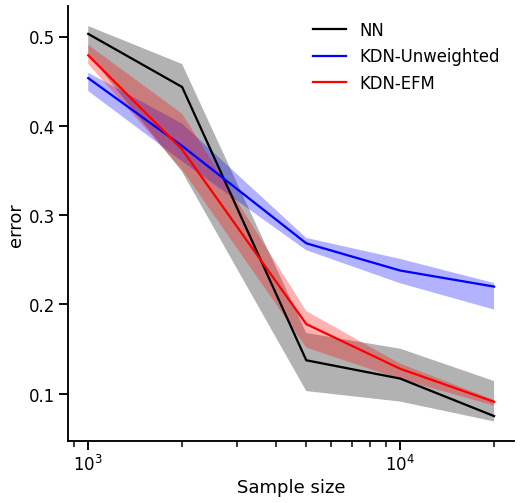 NN
KDN-Unweighted
KDN-EFM
error
0.5
0.4
0.3
0.2
0.1
10³
10⁴
Sample size